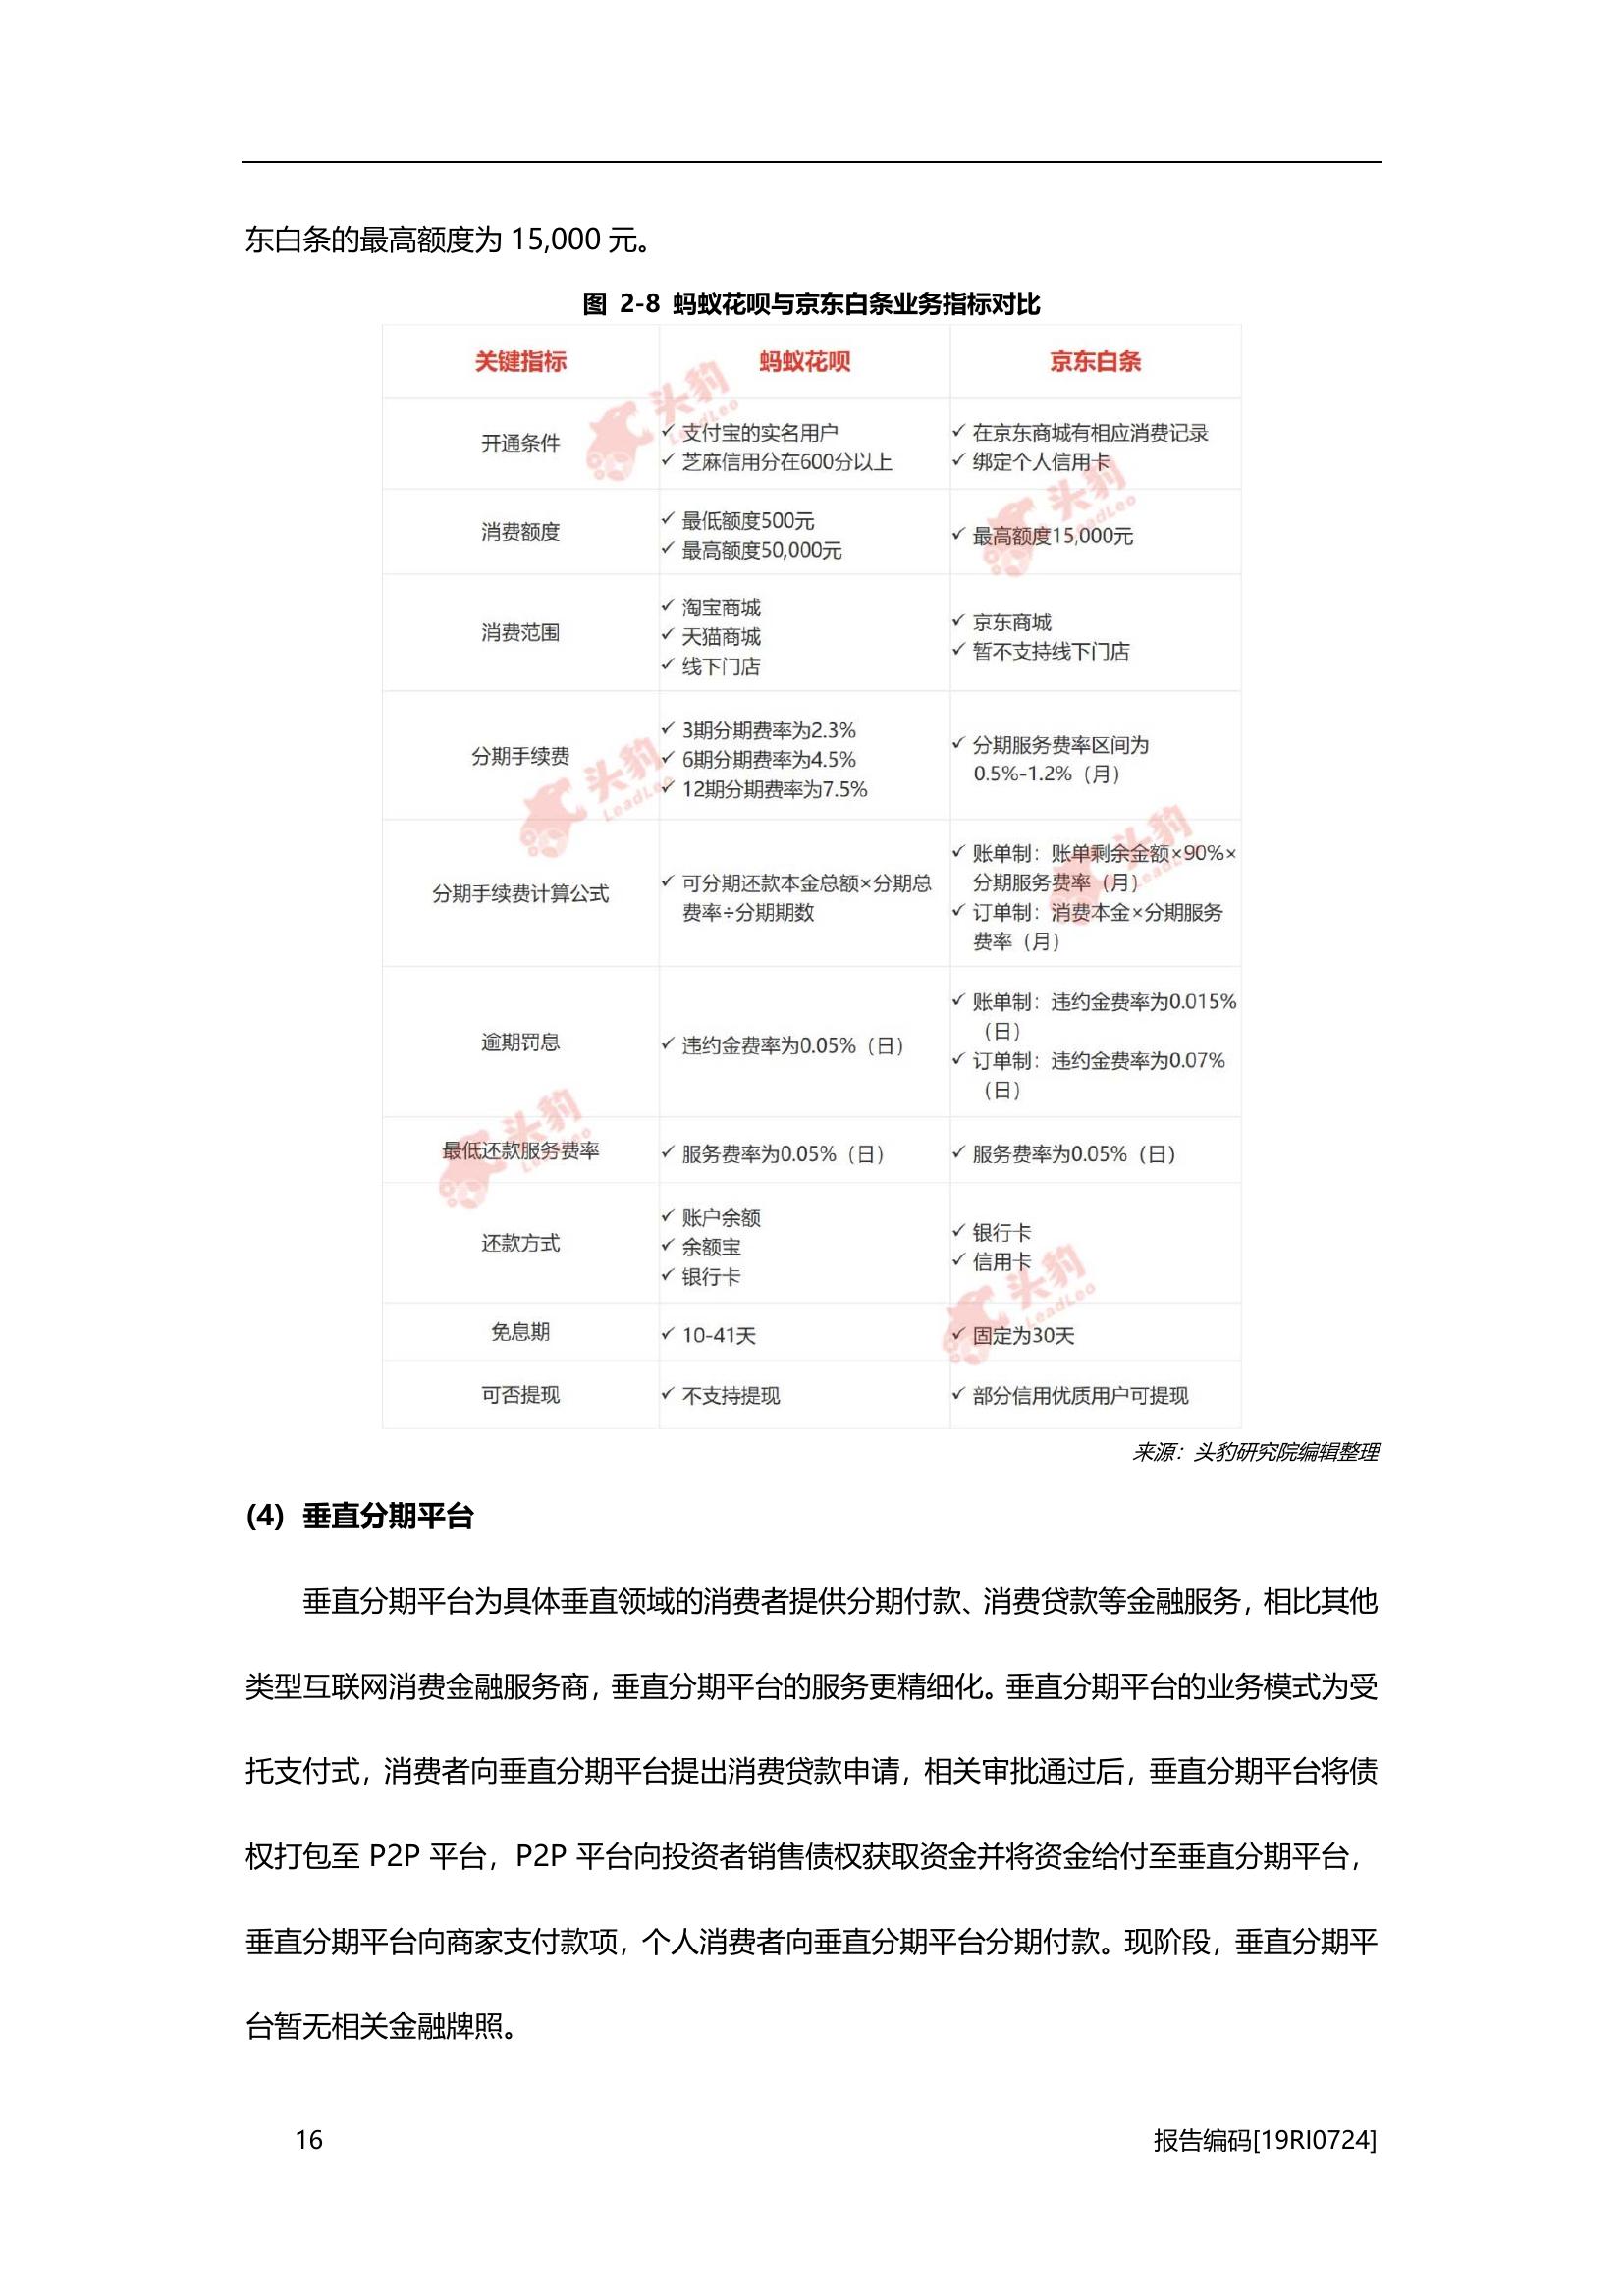 东白条的最高额度为 15,000 元。
图 2-8 蚂蚁花呗与京东白条业务指标对比
关键指标 蚂蚁花呗 京东白条
开通条件
✓ 支付宝的实名用户
✓ 芝麻信用分在600分以上
✓ 在京东商城有相应消费记录
✓ 绑定个人信用卡
消费额度
✓ 最低额度500元
✓ 最高额度50,000元
✓ 最高额度15,000元
消费范围
✓ 淘宝商城
✓ 天猫商城
✓ 线下门店
✓ 京东商城
✓ 暂不支持线下门店
分期手续费
✓ 3期分期费率为2.3%
✓ 6期分期费率为4.5%
✓ 12期分期费率为7.5%
✓ 分期服务费率区间为
0.5%-1.2%（月）
分期手续费计算公式
✓ 可分期还款本金总额×分期总
费率÷分期期数
✓ 账单制：账单剩余金额×90%×
分期服务费率（月）
✓ 订单制：消费本金×分期服务
费率（月）
逾期罚息
✓ 违约金费率为0.05%（日）
✓ 账单制：违约金费率为0.015%
（日）
✓ 订单制：违约金费率为0.07%
（日）
最低还款服务费率
✓ 服务费率为0.05%（日）
✓ 服务费率为0.05%（日）
还款方式
✓ 账户余额
✓ 余额宝
✓ 银行卡
✓ 银行卡
✓ 信用卡
免息期
✓ 10-41天
✓ 固定为30天
可否提现
✓ 不支持提现
✓ 部分信用优质用户可提现
头豹
LeadLeo
头豹
LeadLeo
头豹
LeadLeo
头豹
LeadLeo
头豹
LeadLeo
头豹
LeadLeo
来源：头豹研究院编辑整理
(4) 垂直分期平台
垂直分期平台为具体垂直领域的消费者提供分期付款、消费贷款等金融服务，相比其他
类型互联网消费金融服务商，垂直分期平台的服务更精细化。垂直分期平台的业务模式为受
托支付式，消费者向垂直分期平台提出消费贷款申请，相关审批通过后，垂直分期平台将债
权打包至 P2P 平台，P2P 平台向投资者销售债权获取资金并将资金给付至垂直分期平台，
垂直分期平台向商家支付款项，个人消费者向垂直分期平台分期付款。现阶段，垂直分期平
台暂无相关金融牌照。
16 报告编码[19RI0724]